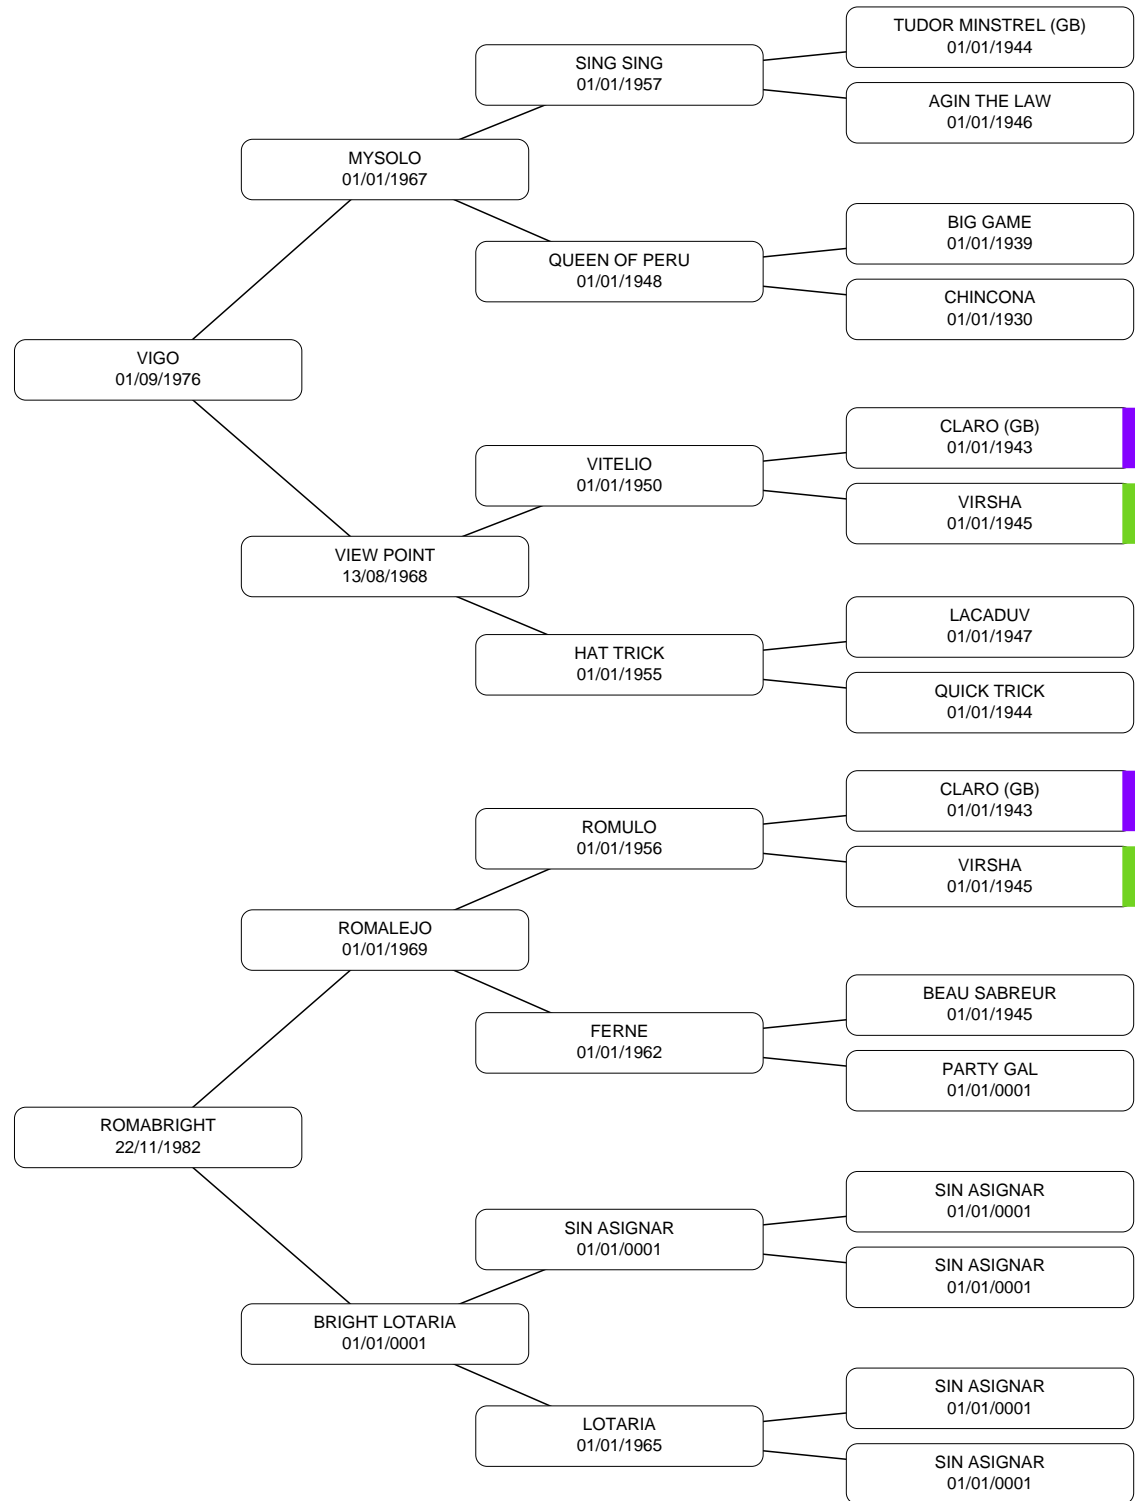 TUDOR MINSTREL (GB)
01/01/1944
SING SING
01/01/1957
AGIN THE LAW
01/01/1946
MYSOLO
01/01/1967
BIG GAME
01/01/1939
QUEEN OF PERU
01/01/1948
CHINCONA
01/01/1930
VIGO
01/09/1976
CLARO (GB)
01/01/1943
VITELIO
01/01/1950
VIRSHA
01/01/1945
VIEW POINT
13/08/1968
LACADUV
01/01/1947
HAT TRICK
01/01/1955
QUICK TRICK
01/01/1944
CLARO (GB)
01/01/1943
ROMULO
01/01/1956
VIRSHA
01/01/1945
ROMALEJO
01/01/1969
BEAU SABREUR
01/01/1945
FERNE
01/01/1962
PARTY GAL
01/01/0001
ROMABRIGHT
22/11/1982
SIN ASIGNAR
01/01/0001
SIN ASIGNAR
01/01/0001
SIN ASIGNAR
01/01/0001
BRIGHT LOTARIA
01/01/0001
SIN ASIGNAR
01/01/0001
LOTARIA
01/01/1965
SIN ASIGNAR
01/01/0001